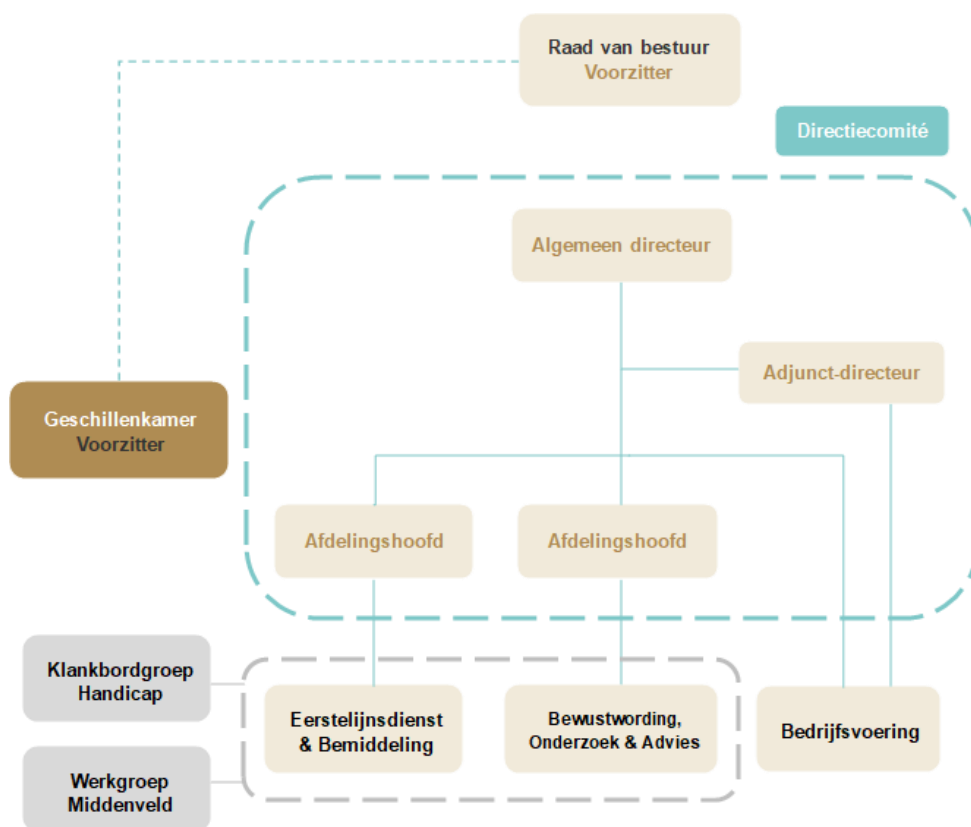 Raad van bestuur
Voorzitter
Directiecomité
Algemeen directeur
Adjunct-directeur
Geschillenkamer
Voorzitter
Afdelingshoofd
Afdelingshoofd
Klankbordgroep
Handicap
Eerstelijnsdienst
& Bemiddeling
Bewustwording,
Onderzoek & Advies
Bedrijfsvoering
Werkgroep
Middenveld